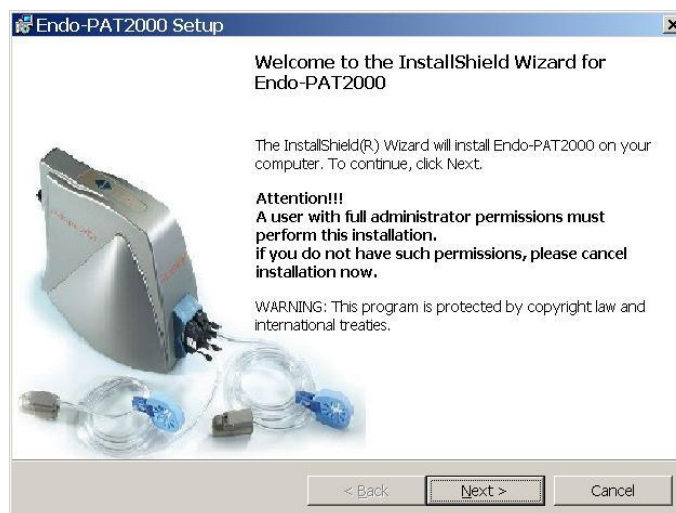 Endo-PAT2000 Setup
Welcome to the InstallShield Wizard for
Endo-PAT2000
The InstallShield(R) Wizard will install Endo-PAT2000 on your
computer. To continue, click Next.
Attention!!!
A user with full administrator permissions must
perform this installation.
if you do not have such permissions, please cancel
installation now.
WARNING: This program is protected by copyright law and
international treaties.
< Back
Next >
Cancel